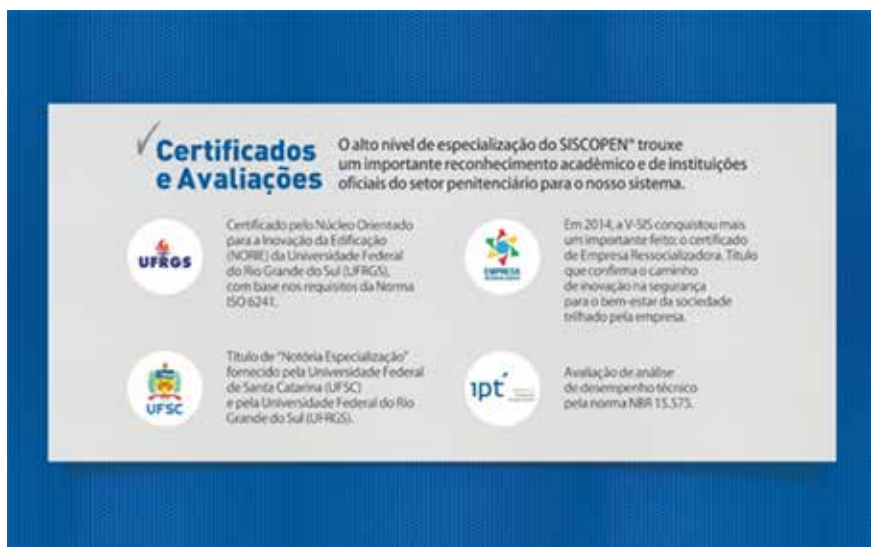 Certificados
e Avaliações
O alto nível de especialização do SISCOPEN® trouxe
um importante reconhecimento acadêmico e de instituições
oficiais do setor penitenciário para o nosso sistema.
UFRGS
Certificado pelo Núcleo Orientado
para a Inovação da Edificação
(NORIE) da Universidade Federal
do Rio Grande do Sul (UFRGS),
com base nos requisitos da Norma
ISO 6241.
EMPRESA
Em 2014, a V-SIS conquistou mais
um importante feito: o certificado
de Empresa Ressocializadora. Título
que confirma o caminho
de inovação na segurança
para o bem-estar da sociedade
trilhado pela empresa.
UFSC
Título de "Notória Especialização"
fornecido pela Universidade Federal
de Santa Catarina (UFSC)
e pela Universidade Federal do Rio
Grande do Sul (UFRGS).
ipt
Avaliação de análise
de desempenho técnico
pela norma NBR 15.575.